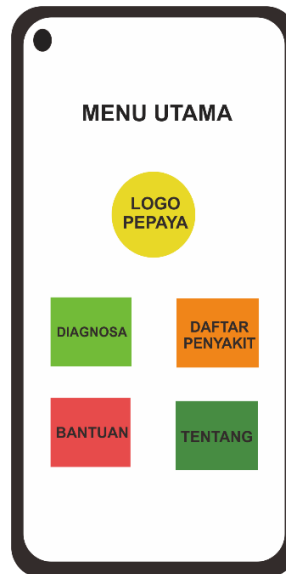 MENU UTAMA
LOGO
PEPAYA
DIAGNOSA
DAFTAR
PENYAKIT
BANTUAN
TENTANG